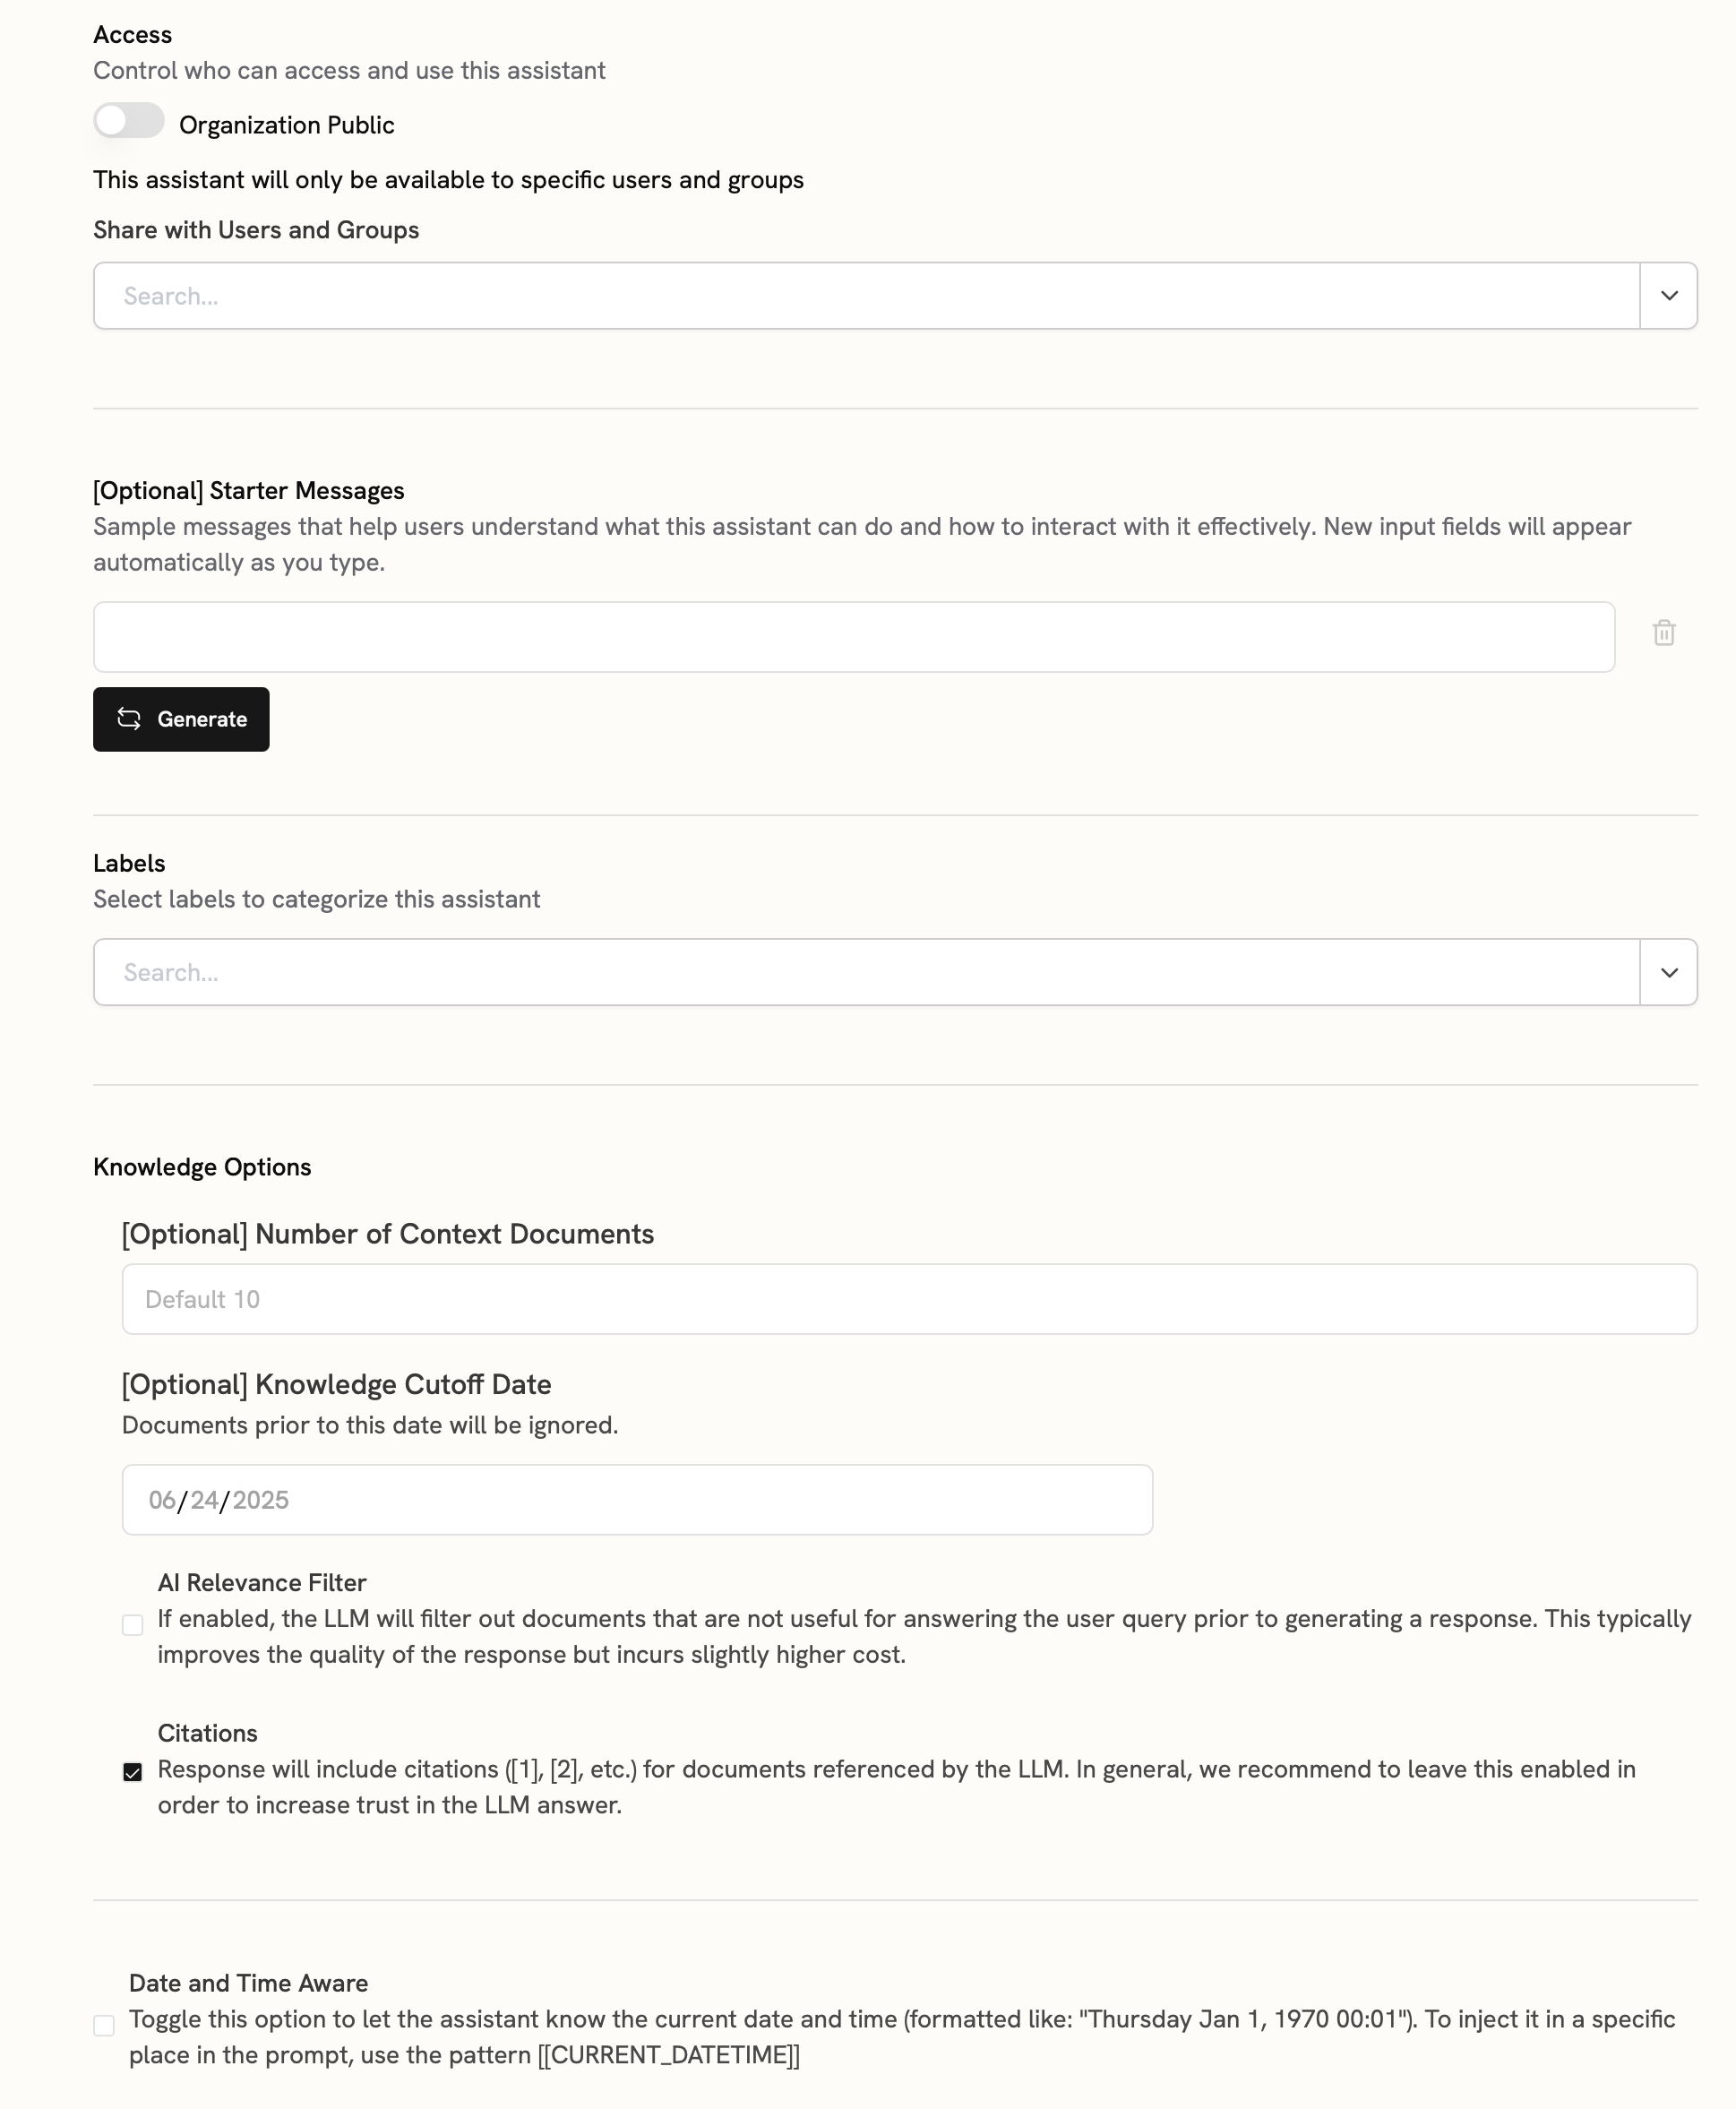 Access
Control who can access and use this assistant
Organization Public
This assistant will only be available to specific users and groups
Share with Users and Groups
Search...
[Optional] Starter Messages
Sample messages that help users understand what this assistant can do and how to interact with it effectively. New input fields will appear
automatically as you type.
Generate
Labels
Select labels to categorize this assistant
Search...
Knowledge Options
[Optional] Number of Context Documents
Default 10
[Optional] Knowledge Cutoff Date
Documents prior to this date will be ignored.
06/24/2025
AI Relevance Filter
If enabled, the LLM will filter out documents that are not useful for answering the user query prior to generating a response. This typically
improves the quality of the response but incurs slightly higher cost.
Citations
Response will include citations ([1], [2], etc.) for documents referenced by the LLM. In general, we recommend to leave this enabled in
order to increase trust in the LLM answer.
Date and Time Aware
Toggle this option to let the assistant know the current date and time (formatted like: "Thursday Jan 1, 1970 00:01"). To inject it in a specific
place in the prompt, use the pattern [[CURRENT_DATETIME]]